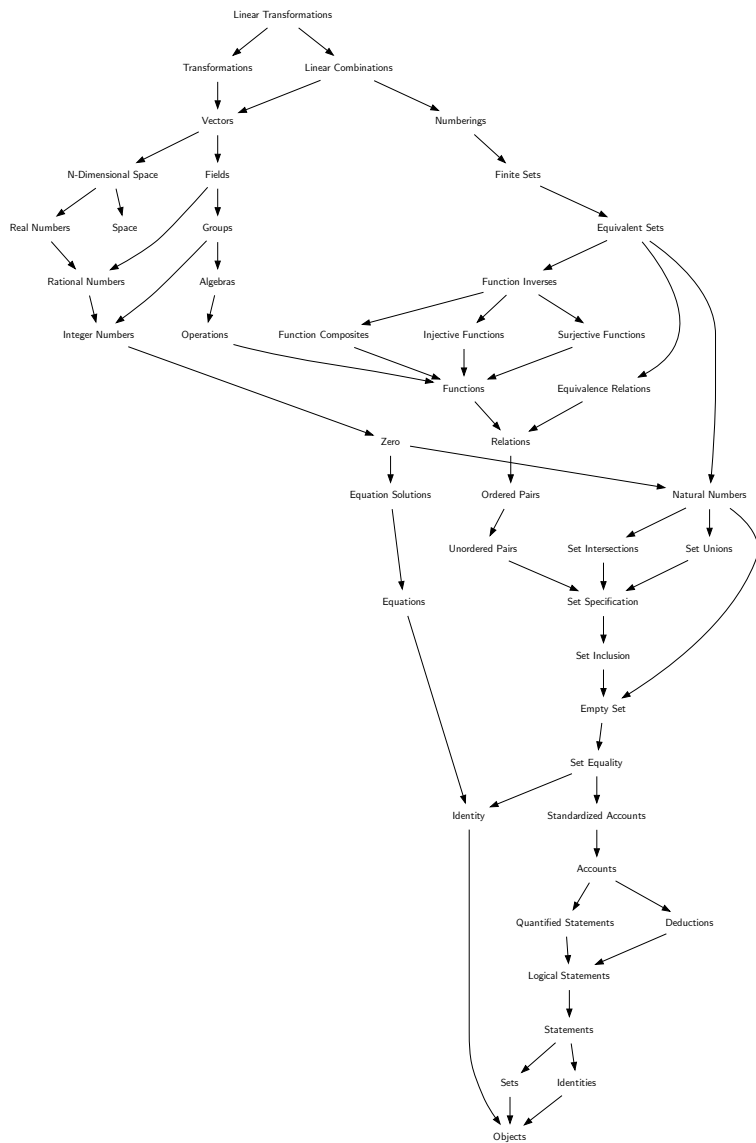 Linear Transformations
Transformations
Linear Combinations
Vectors
Numberings
N-Dimensional Space
Fields
Finite Sets
Real Numbers
Space
Groups
Equivalent Sets
Rational Numbers
Algebras
Function Inverses
Integer Numbers
Operations
Function Composites
Injective Functions
Surjective Functions
Functions
Equivalence Relations
Zero
Relations
Equation Solutions
Ordered Pairs
Natural Numbers
Unordered Pairs
Set Intersections
Set Unions
Equations
Set Specification
Set Inclusion
Empty Set
Set Equality
Identity
Standardized Accounts
Accounts
Quantified Statements
Deductions
Logical Statements
Statements
Sets
Identities
Objects